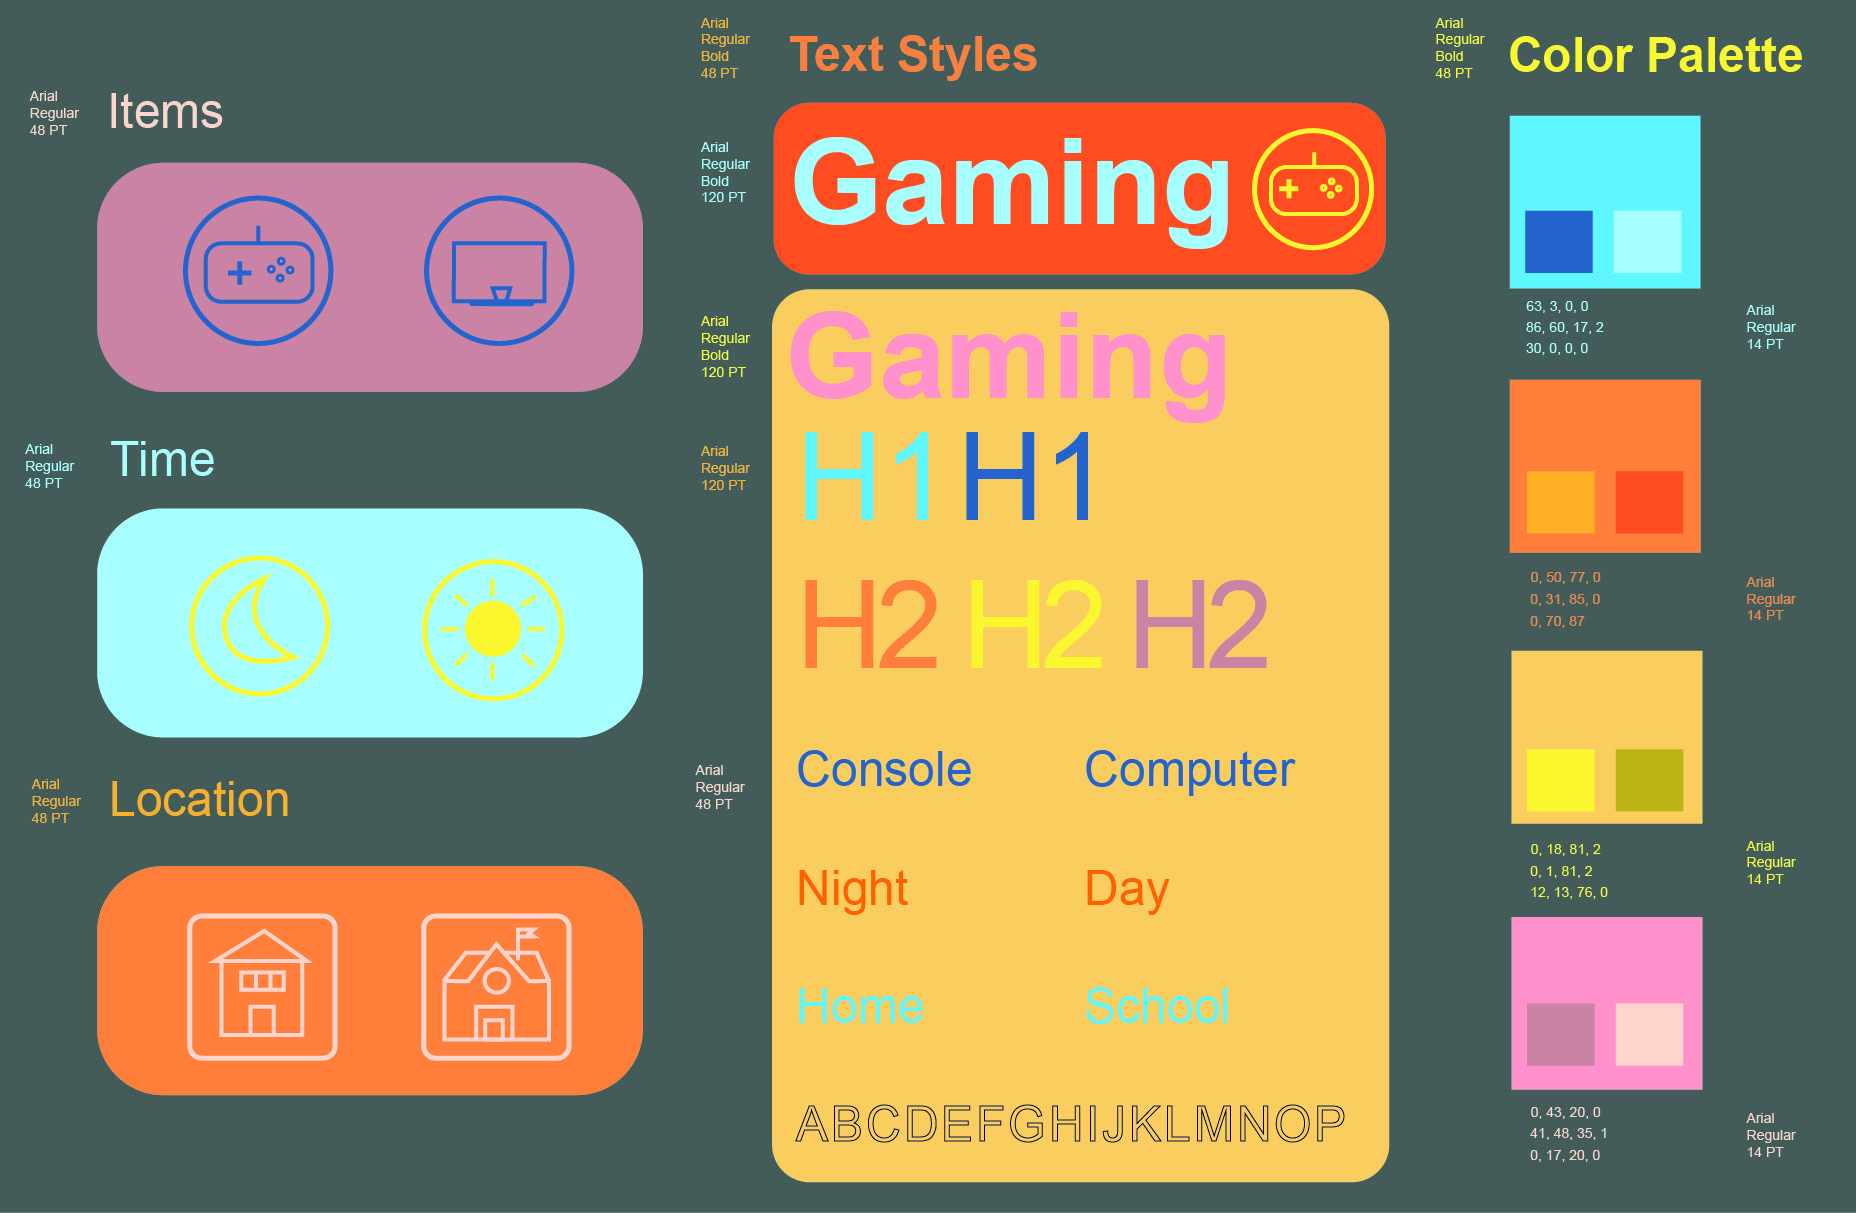 Arial
Regular
48 PT
Items
Arial
Regular
48 PT
Time
Arial
Regular
48 PT
Location
Arial
Regular
Bold
48 PT
Text Styles
Arial
Regular
Bold
120 PT
Gaming
Arial
Regular
Bold
120 PT
Gaming
Arial
Regular
120 PT
H1 H1
H2 H2 H2
Arial
Regular
48 PT
Console Computer
Night Day
Home School
ABCDEFGHIJKLMNOP
Arial
Regular
Bold
48 PT
Color Palette
63, 3, 0, 0
86, 60, 17, 2
30, 0, 0, 0
Arial
Regular
14 PT
0, 50, 77, 0
0, 31, 85, 0
0, 70, 87
Arial
Regular
14 PT
0, 18, 81, 2
0, 1, 81, 2
12, 13, 76, 0
Arial
Regular
14 PT
0, 43, 20, 0
41, 48, 35, 1
0, 17, 20, 0
Arial
Regular
14 PT